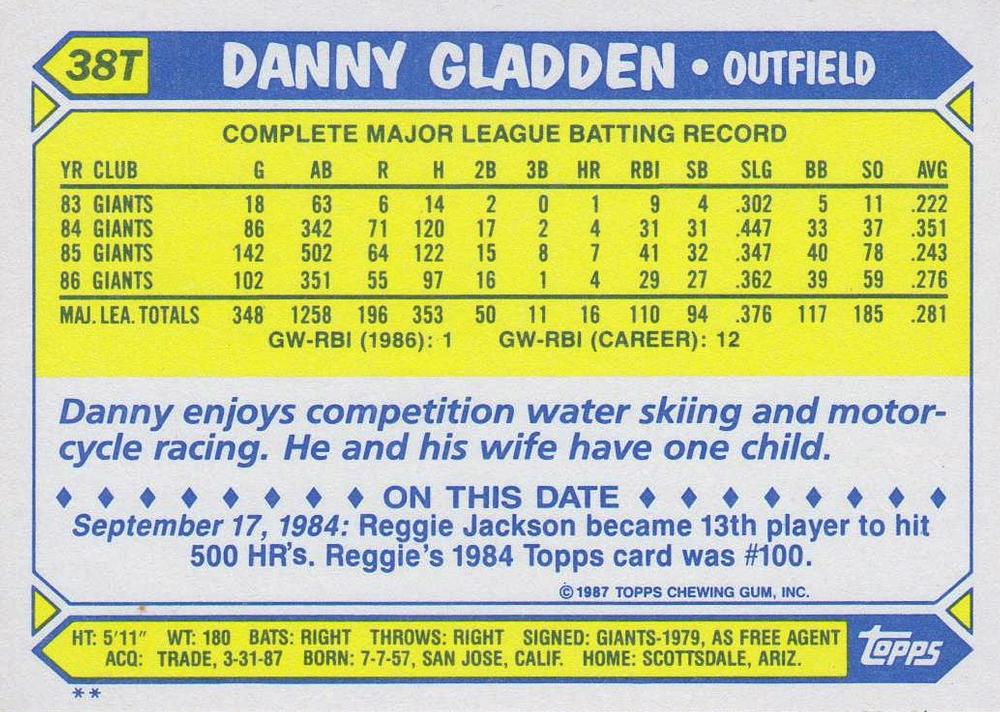 38T DANNY GLADDEN • OUTFIELD
COMPLETE MAJOR LEAGUE BATTING RECORD
YR CLUB G AB R H 2B 3B HR RBI SB SLG BB SO AVG
83 GIANTS 18 63 6 14 2 0 1 9 4 .302 5 11 .222
84 GIANTS 86 342 71 120 17 2 4 31 31 .447 33 37 .351
85 GIANTS 142 502 64 122 15 8 7 41 32 .347 40 78 .243
86 GIANTS 102 351 55 97 16 1 4 29 27 .362 39 59 .276
MAJ. LEA. TOTALS 348 1258 196 353 50 11 16 110 94 .376 117 185 .281
GW-RBI (1986): 1 GW-RBI (CAREER): 12
Danny enjoys competition water skiing and motor-
cycle racing. He and his wife have one child.
ON THIS DATE
September 17, 1984: Reggie Jackson became 13th player to hit
500 HR's. Reggie's 1984 Topps card was #100.
©1987 TOPPS CHEWING GUM, INC.
HT: 5'11" WT: 180 BATS: RIGHT THROWS: RIGHT SIGNED: GIANTS-1979, AS FREE AGENT
ACQ: TRADE, 3-31-87 BORN: 7-7-57, SAN JOSE, CALIF. HOME: SCOTTSDALE, ARIZ.
Topps
**